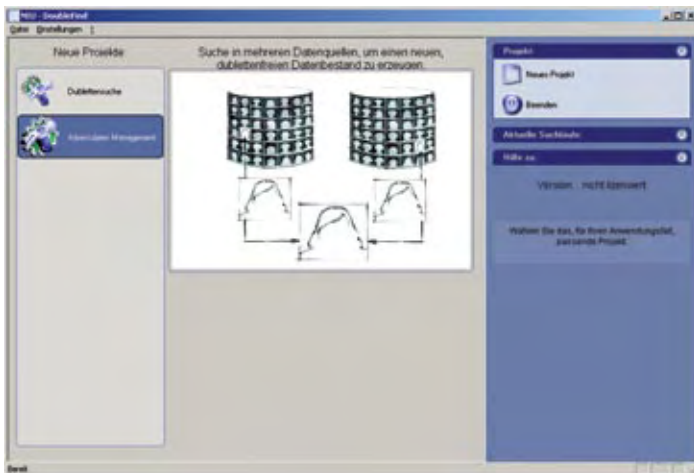 DoubleFind
Datei Einstellungen ?
Neue Projekte
Dublettensuche
Management
Suche in mehreren Datenquellen, um einen neuen,
dublettenfreien Datenbestand zu erzeugen.
Projekt
Neues Projekt
Beenden
Aktuelle Suchläufe:
Hilfe zu:
Version : nicht lizensiert
Wählen Sie das, für Ihren Anwendungsfall,
passende Projekt.
Bereit